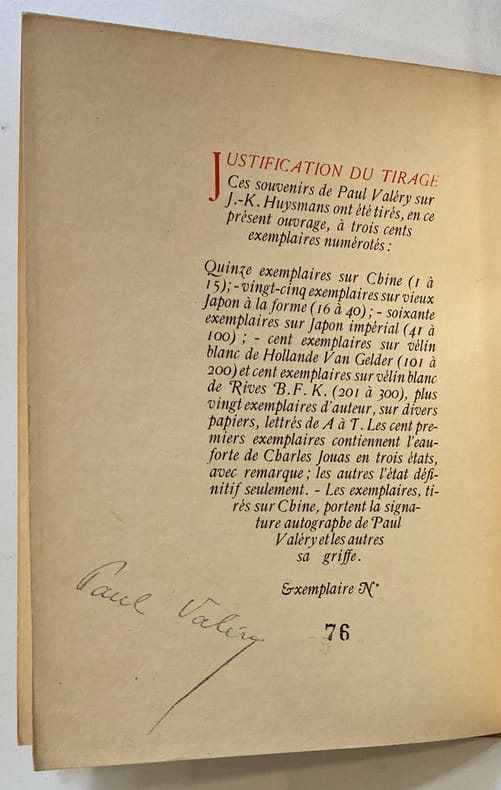 JUSTIFICATION DU TIRAGE
Ces souvenirs de Paul Valéry sur
J.-K. Huysmans ont été tirés, en ce
présent ouvrage, à trois cents
exemplaires numérotés :
Quinze exemplaires sur Chine (1 à
15) ; - vingt-cinq exemplaires sur vieux
Japon à la forme (16 à 40) ; - soixante
exemplaires sur Japon impérial (41 à
100) ; - cent exemplaires sur vélin
blanc de Hollande Van Gelder (101 à
200) et cent exemplaires sur vélin blanc
de Rives B. F. K. (201 à 300), plus
vingt exemplaires d'auteur, sur divers
papiers, lettrés de A à T. Les cent pre-
miers exemplaires contiennent l'eau-
forte de Charles Jouas en trois états,
avec remarque ; les autres l'état défi-
nitif seulement. - Les exemplaires, ti-
rés sur Chine, portent la signa-
ture autographe de Paul
Valéry et les autres
sa griffe.
Exemplaire N°
76
75
Paul Valéry